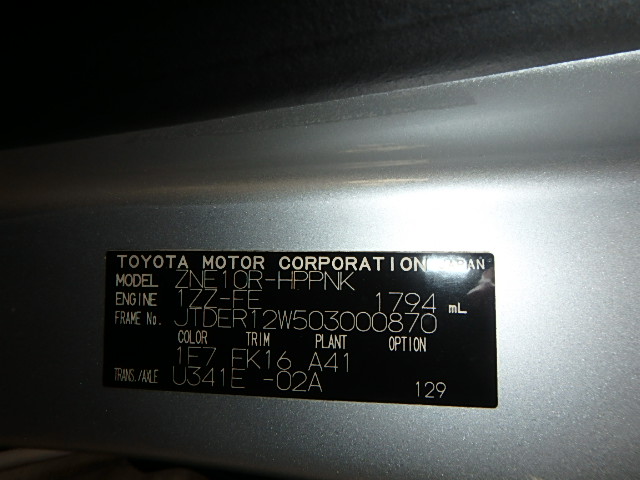 TOYOTA MOTOR CORPORATION JAPAN
MODEL ZNE10R-HPPNK
ENGINE 1ZZ-FE 1794 mL
FRAME No. JTDER12W503000870
COLOR TRIM PLANT OPTION
1E7 FK16 A41
TRANS./AXLE U341E -02A 129